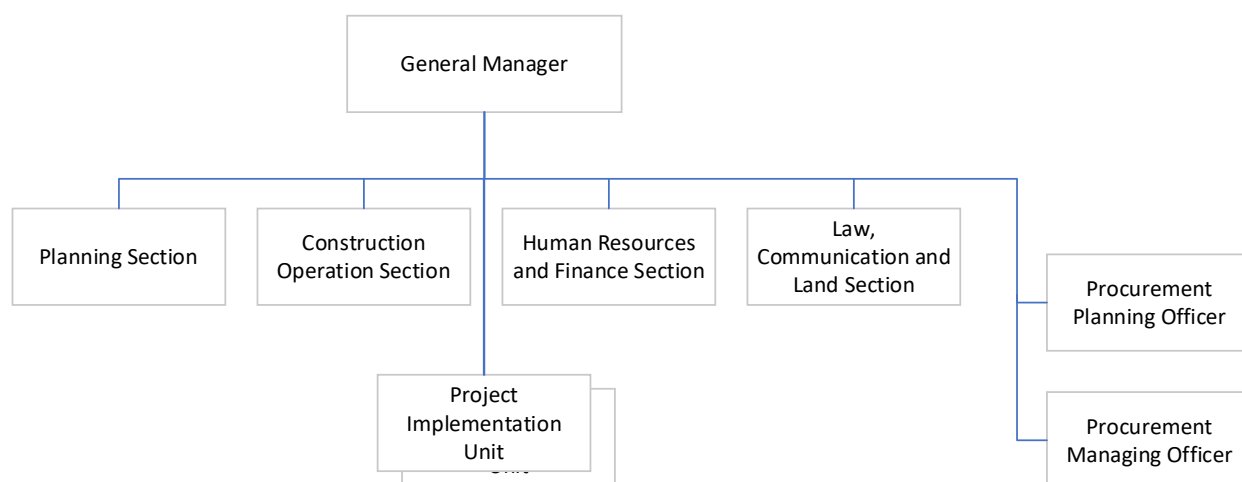 General Manager
Planning Section
Construction
Operation Section
Human Resources
and Finance Section
Law,
Communication and
Land Section
Procurement
Planning Officer
Project
Implementation
Unit
Procurement
Managing Officer